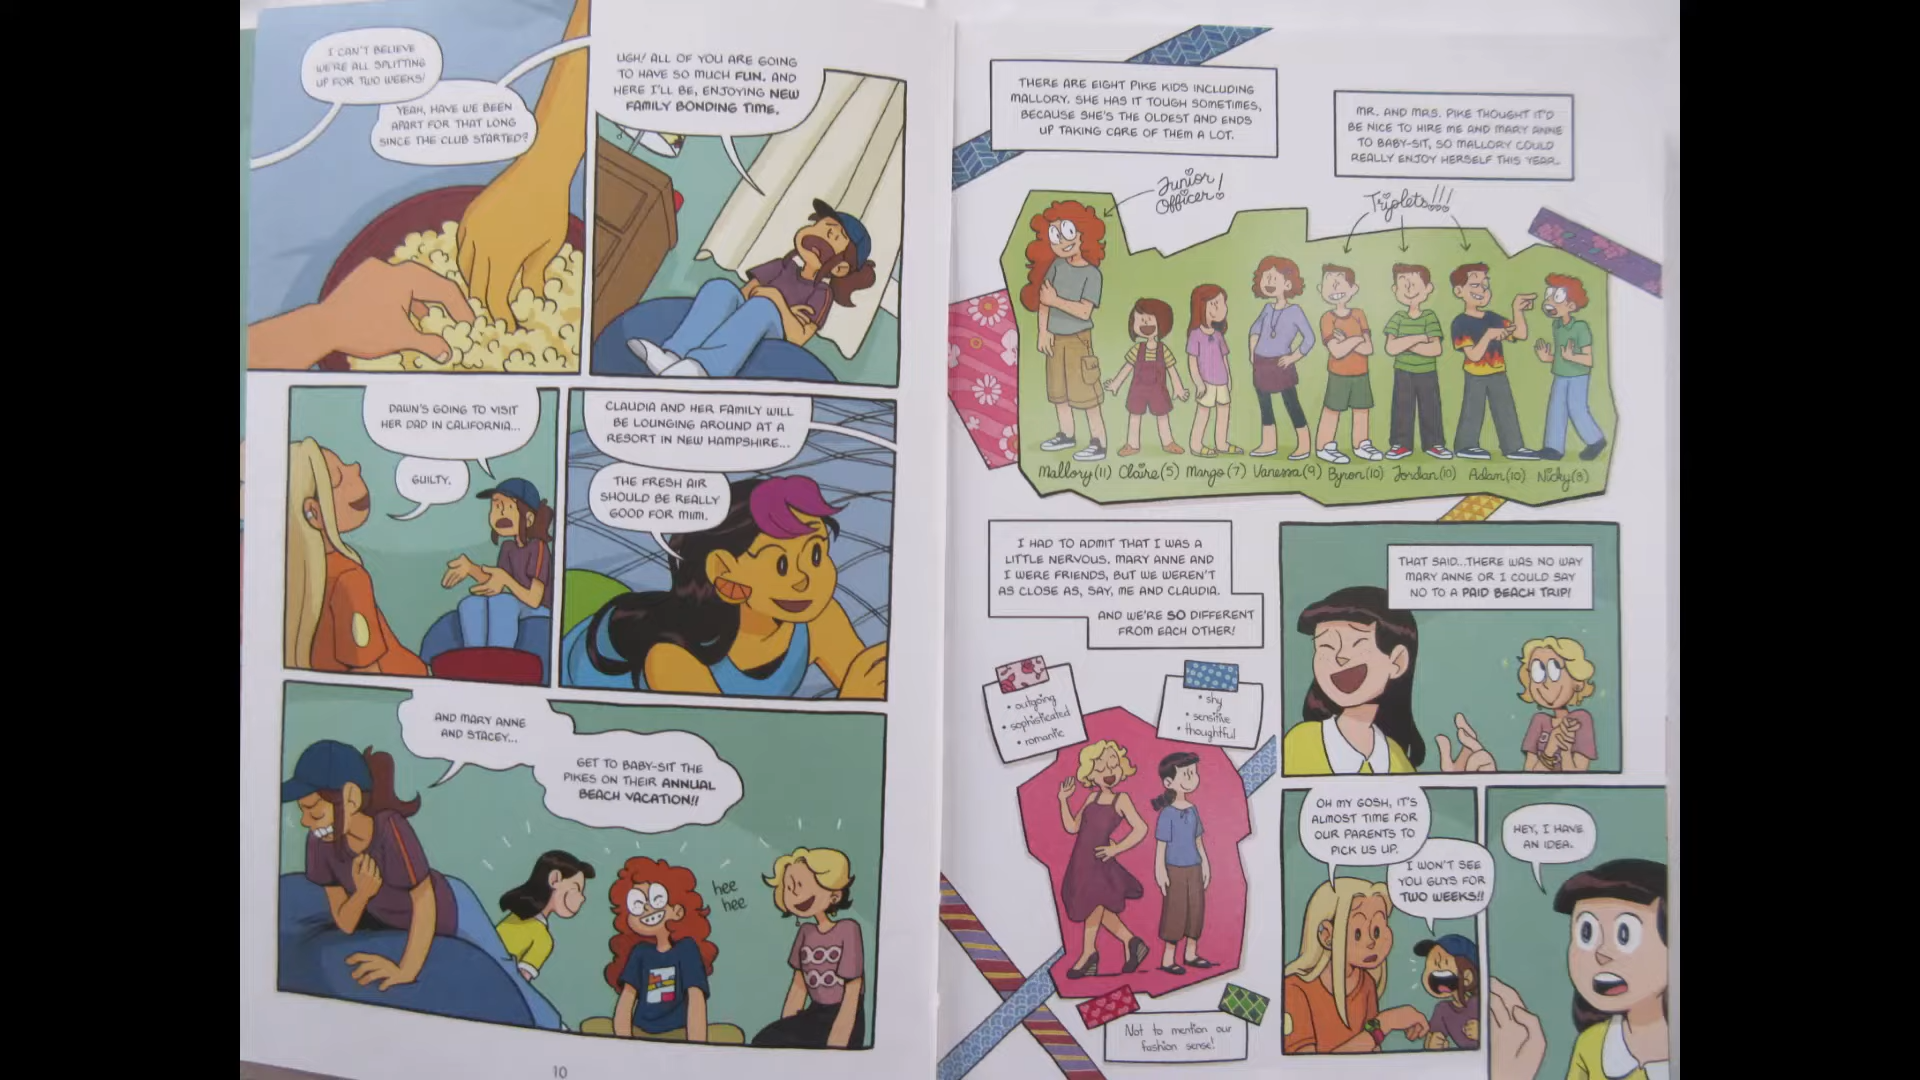 I CAN'T BELIEVE
WE'RE ALL SPLITTING
UP FOR TWO WEEKS!
YEAH, HAVE WE BEEN
APART FOR THAT LONG
SINCE THE CLUB STARTED?
UGH! ALL OF YOU ARE GOING
TO HAVE SO MUCH FUN. AND
HERE I'LL BE, ENJOYING NEW
FAMILY BONDING TIME.
DAWN'S GOING TO VISIT
HER DAD IN CALIFORNIA...
GUILTY.
CLAUDIA AND HER FAMILY WILL
BE LOUNGING AROUND AT A
RESORT IN NEW HAMPSHIRE...
THE FRESH AIR
SHOULD BE REALLY
GOOD FOR MIMI.
AND MARY ANNE
AND STACEY...
GET TO BABY-SIT THE
PIKES ON THEIR ANNUAL
BEACH VACATION!!
hee
hee
10
THERE ARE EIGHT PIKE KIDS INCLUDING
MALLORY. SHE HAS IT TOUGH SOMETIMES,
BECAUSE SHE'S THE OLDEST AND ENDS
UP TAKING CARE OF THEM A LOT.
MR. AND MRS. PIKE THOUGHT IT'D
BE NICE TO HIRE ME AND MARY ANNE
TO BABY-SIT, SO MALLORY COULD
REALLY ENJOY HERSELF THIS YEAR.
Junior
Officer!
Triplets!!!
Mallory(11) Claire(5) Margo(7) Vanessa(9) Byron(10) Jordan(10) Adam(10) Nicky(8)
I HAD TO ADMIT THAT I WAS A
LITTLE NERVOUS. MARY ANNE AND
I WERE FRIENDS, BUT WE WEREN'T
AS CLOSE AS, SAY, ME AND CLAUDIA.
AND WE'RE SO DIFFERENT
FROM EACH OTHER!
• outgoing
• sophisticated
• romantic
• shy
• sensitive
• thoughtful
Not to mention our
fashion sense!
THAT SAID...THERE WAS NO WAY
MARY ANNE OR I COULD SAY
NO TO A PAID BEACH TRIP!
OH MY GOSH, IT'S
ALMOST TIME FOR
OUR PARENTS TO
PICK US UP.
I WON'T SEE
YOU GUYS FOR
TWO WEEKS!!
HEY, I HAVE
AN IDEA.